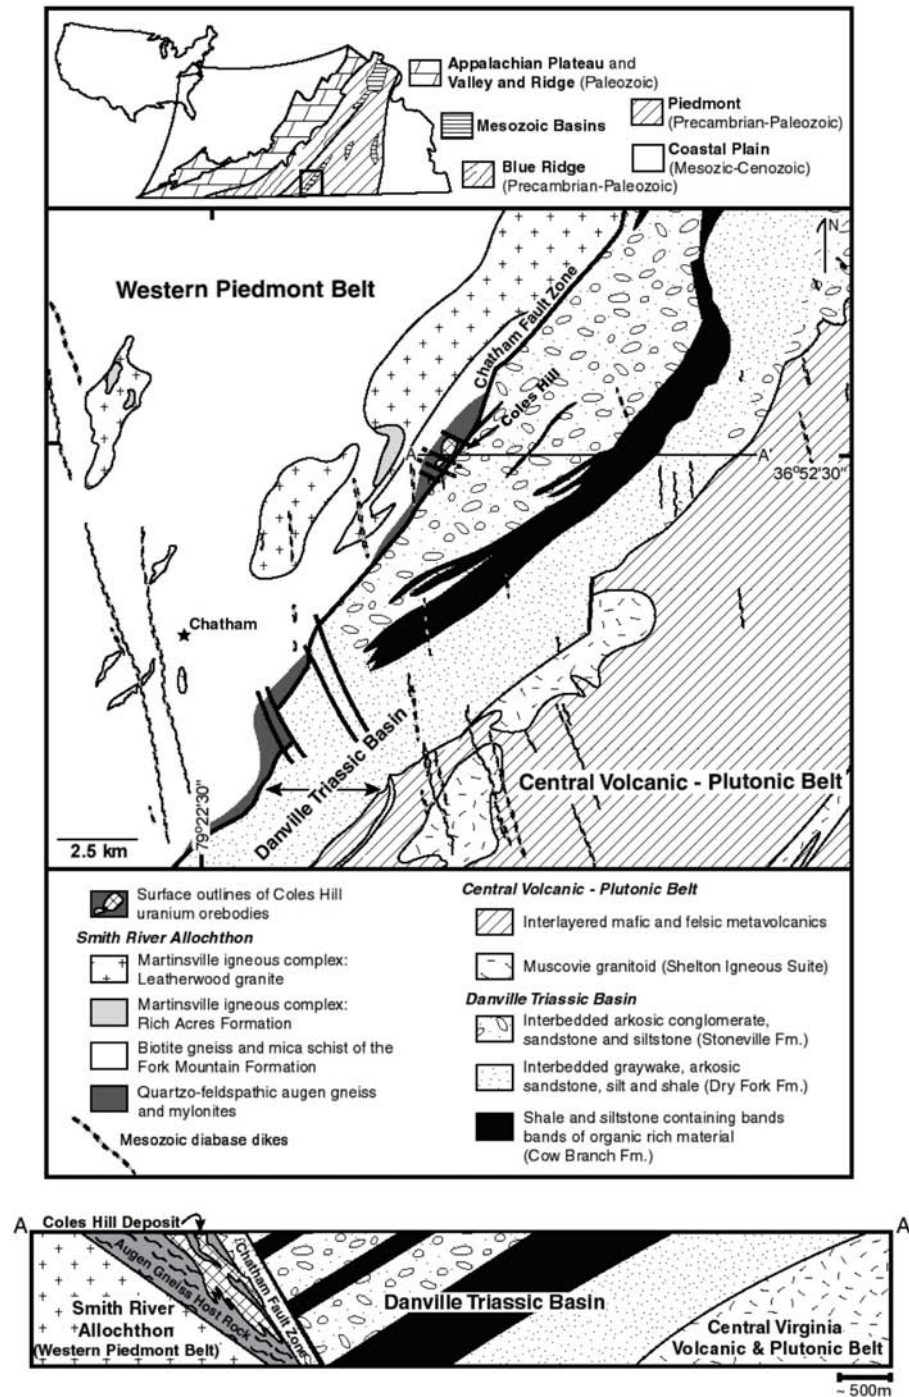 Appalachian Plateau and
Valley and Ridge (Paleozoic)
Mesozoic Basins
Piedmont
(Precambrian-Paleozoic)
Blue Ridge
(Precambrian-Paleozoic)
Coastal Plain
(Mesozic-Cenozoic)
N
Western Piedmont Belt
Chatham Fault Zone
Coles Hill
A
A'
36°52'30"
Chatham
Danville Triassic Basin
Central Volcanic - Plutonic Belt
79°22'30"
2.5 km
Surface outlines of Coles Hill
uranium orebodies
Smith River Allochthon
Martinsville igneous complex:
Leatherwood granite
Martinsville igneous complex:
Rich Acres Formation
Biotite gneiss and mica schist of the
Fork Mountain Formation
Quartzo-feldspathic augen gneiss
and mylonites
Mesozoic diabase dikes
Central Volcanic - Plutonic Belt
Interlayered mafic and felsic metavolcanics
Muscovie granitoid (Shelton Igneous Suite)
Danville Triassic Basin
Interbedded arkosic conglomerate,
sandstone and siltstone (Stoneville Fm.)
Interbedded graywake, arkosic
sandstone, silt and shale (Dry Fork Fm.)
Shale and siltstone containing bands
bands of organic rich material
(Cow Branch Fm.)
A
Coles Hill Deposit
A
Augen Gneiss Host Rock
Chatham Fault Zone
Smith River
Allochthon
(Western Piedmont Belt)
Danville Triassic Basin
Central Virginia
Volcanic & Plutonic Belt
~ 500m